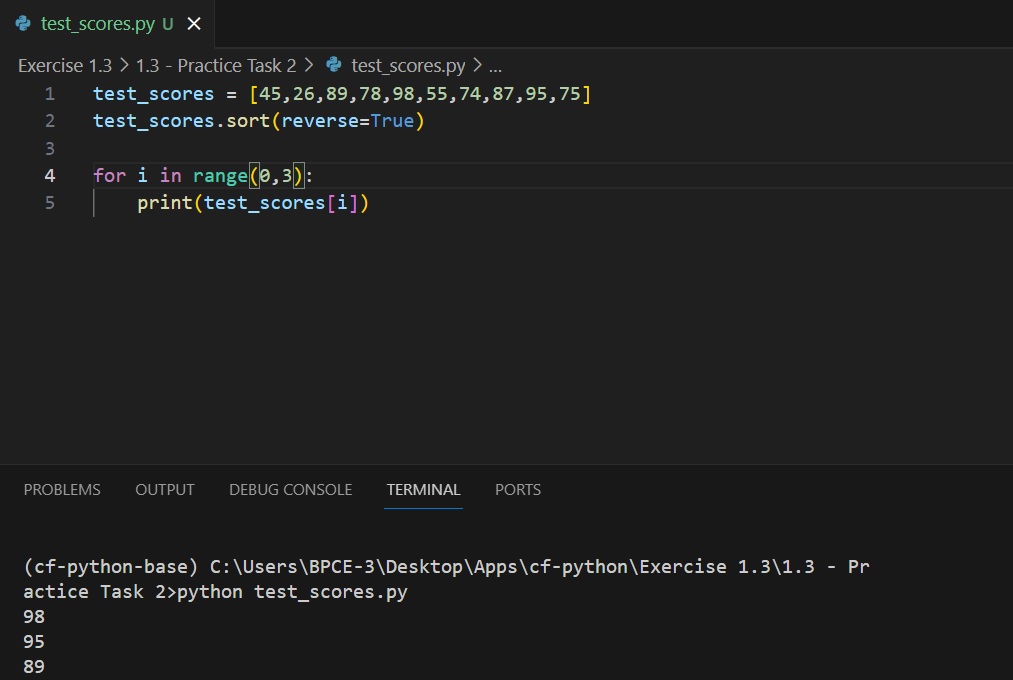 test_scores.py U ×
Exercise 1.3 > 1.3 - Practice Task 2 > test_scores.py > ...
1 test_scores = [45,26,89,78,98,55,74,87,95,75]
2 test_scores.sort(reverse=True)
3
4 for i in range(0,3):
5     print(test_scores[i])
PROBLEMS OUTPUT DEBUG CONSOLE TERMINAL PORTS
(cf-python-base) C:\Users\BPCE-3\Desktop\Apps\cf-python\Exercise 1.3\1.3 - Pr
actice Task 2>python test_scores.py
98
95
89